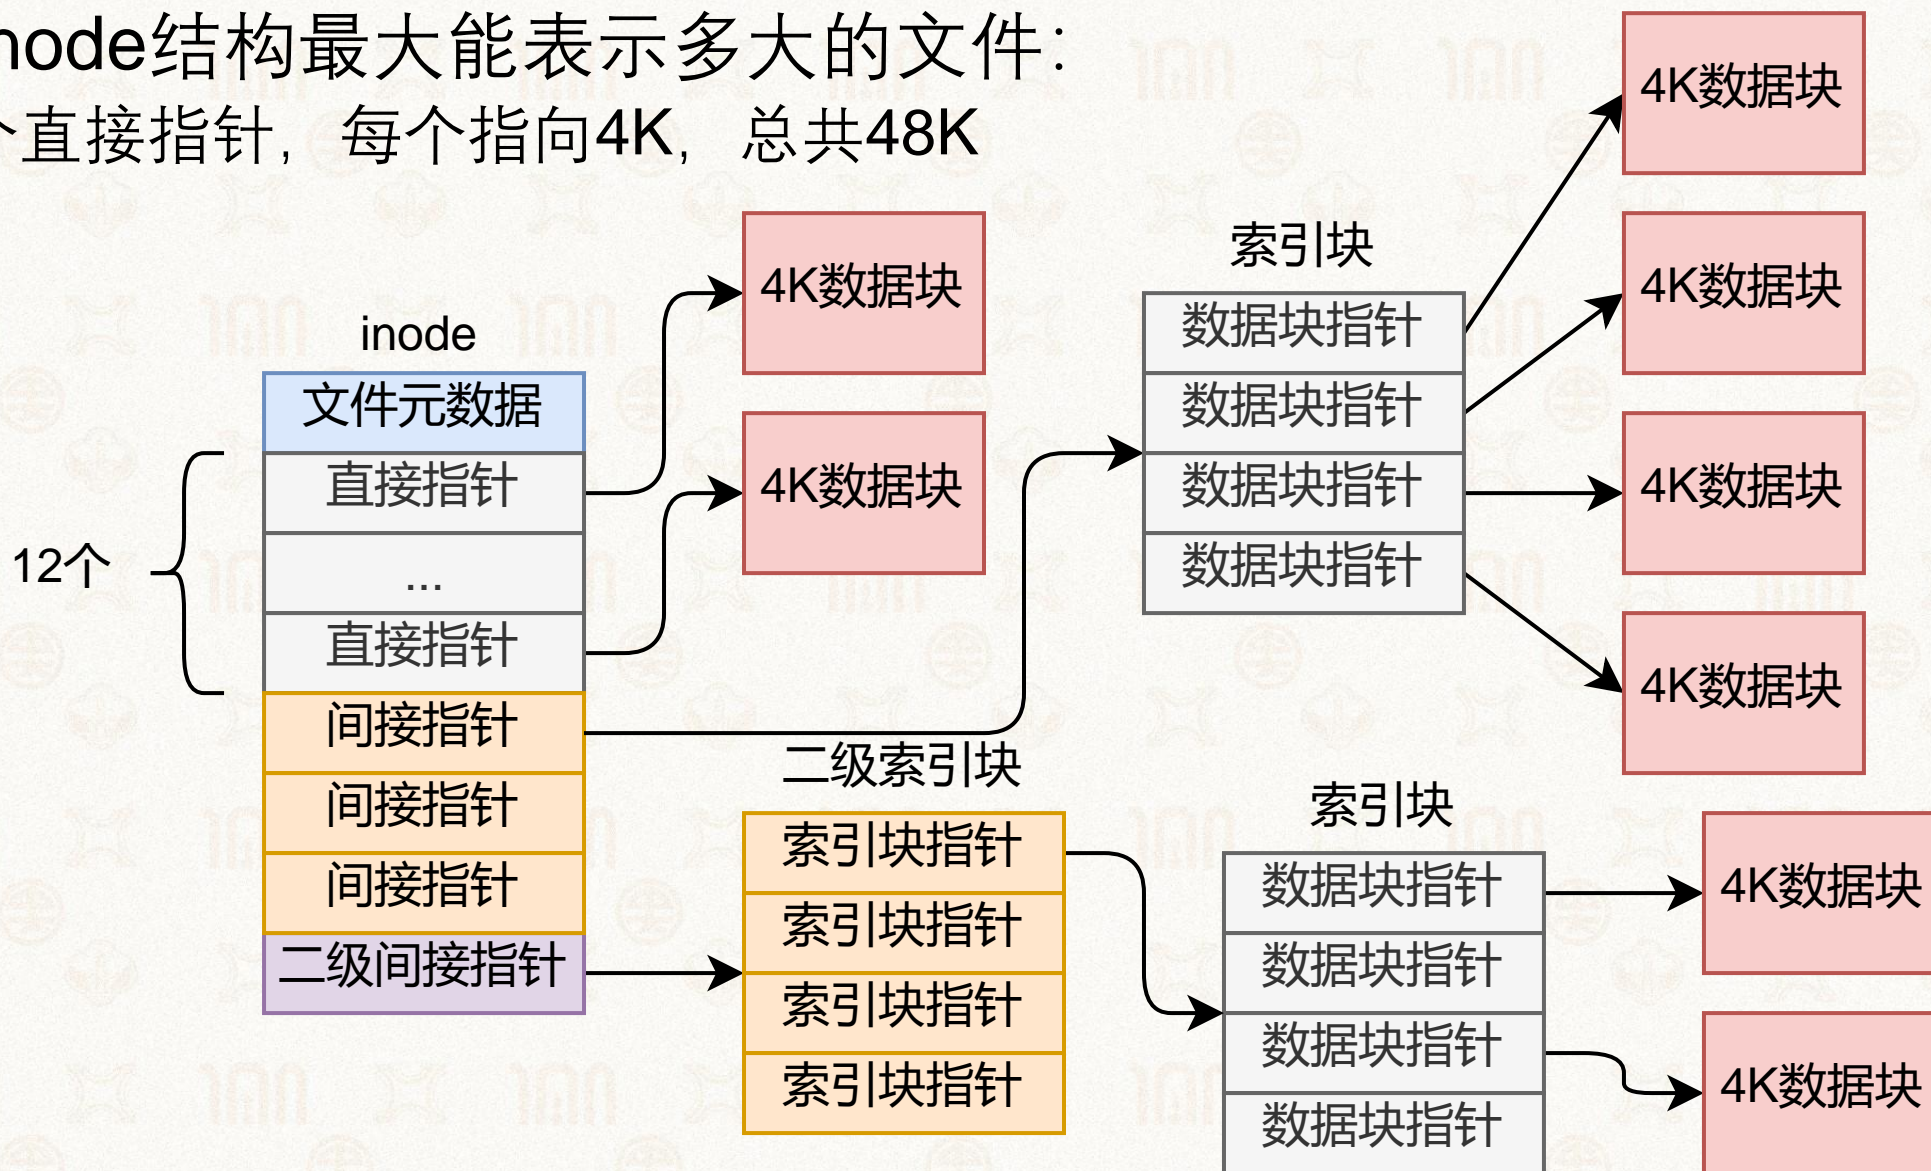 node结构最大能表示多大的文件：
个直接指针，每个指向4K，总共48K
inode
文件元数据
直接指针
...
直接指针
间接指针
间接指针
间接指针
二级间接指针
12个
4K数据块
4K数据块
索引块
数据块指针
数据块指针
数据块指针
数据块指针
4K数据块
4K数据块
4K数据块
4K数据块
二级索引块
索引块指针
索引块指针
索引块指针
索引块指针
索引块
数据块指针
数据块指针
数据块指针
数据块指针
4K数据块
4K数据块